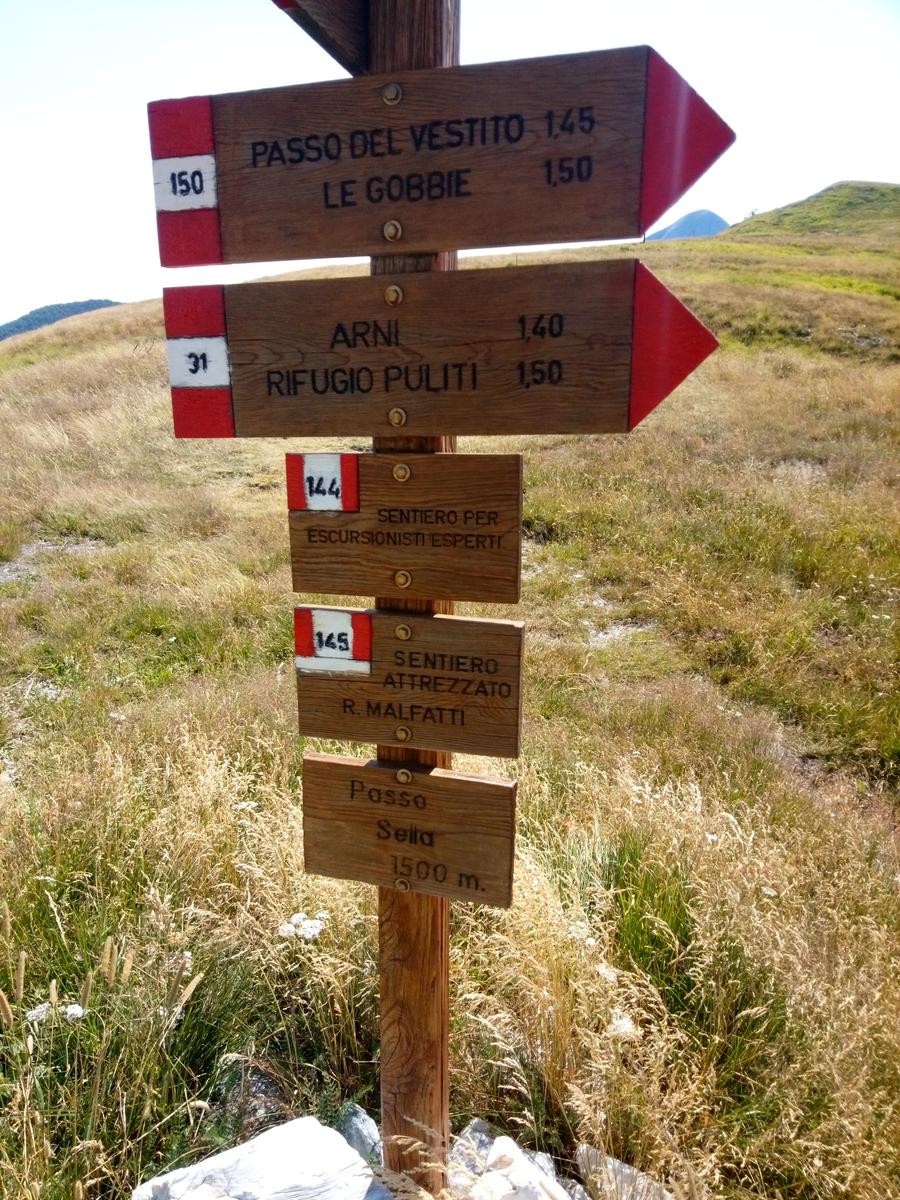 150
PASSO DEL VESTITO 1,45
LE GOBBIE 1,50
31
ARNI 1,40
RIFUGIO PULITI 1,50
144
SENTIERO PER
ESCURSIONISTI ESPERTI
145
SENTIERO
ATTREZZATO
R. MALFATTI
Passo
Sella
1500 m.